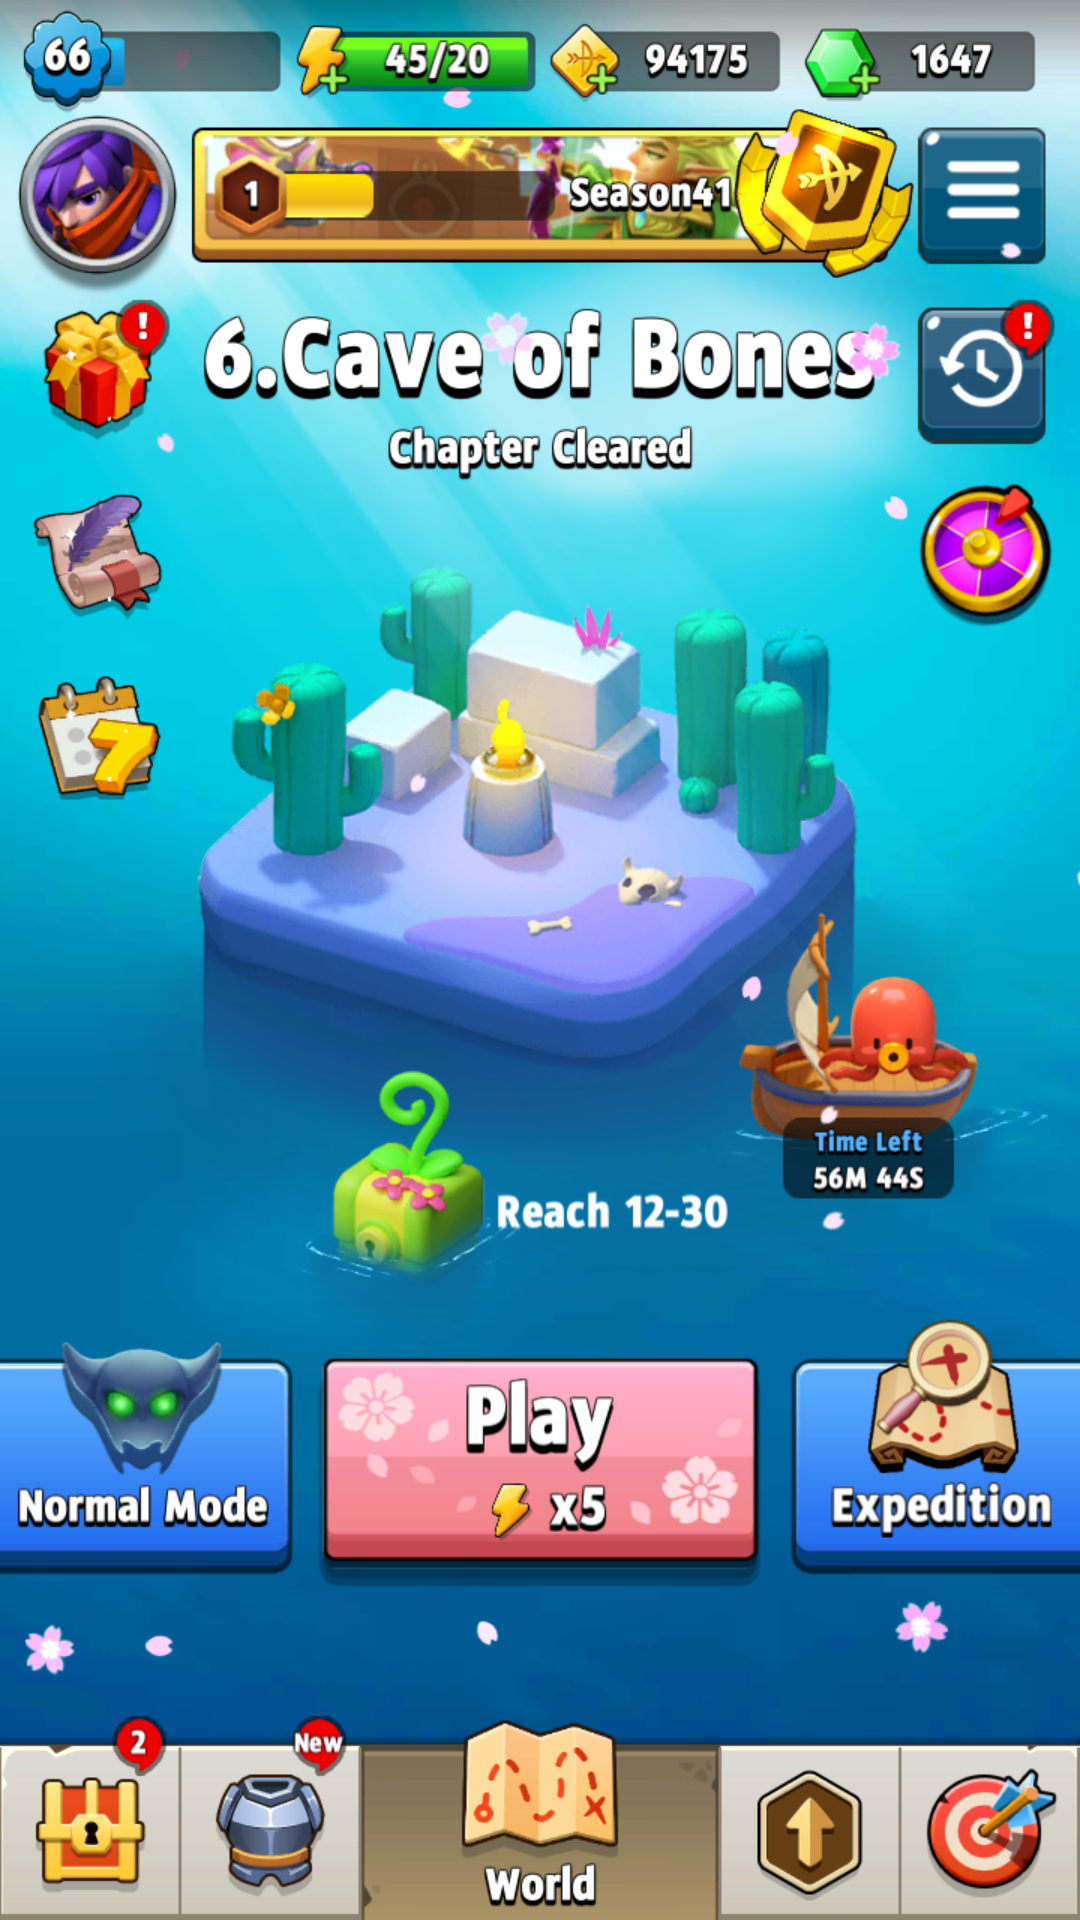 66
45/20
94175
1647
1
Season41
!
6.Cave of Bones
!
Chapter Cleared
7
Time Left
56M 44S
Reach 12-30
Play
x5
Normal Mode
Expedition
2
New
World